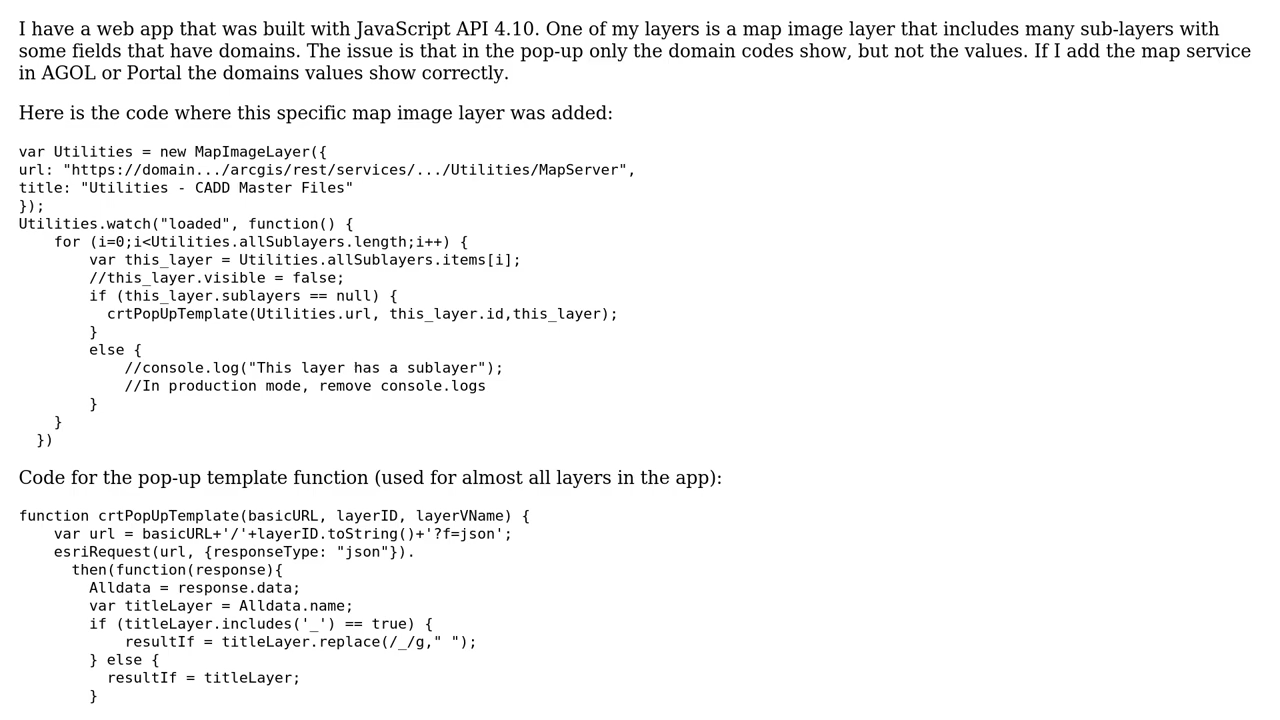 I have a web app that was built with JavaScript API 4.10. One of my layers is a map image layer that includes many sub-layers with
some fields that have domains. The issue is that in the pop-up only the domain codes show, but not the values. If I add the map service
in AGOL or Portal the domains values show correctly.
Here is the code where this specific map image layer was added:
var Utilities = new MapImageLayer({
url: "https://domain.../arcgis/rest/services/.../Utilities/MapServer",
title: "Utilities - CADD Master Files"
});
Utilities.watch("loaded", function() {
    for (i=0;i<Utilities.allSublayers.length;i++) {
        var this_layer = Utilities.allSublayers.items[i];
        //this_layer.visible = false;
        if (this_layer.sublayers == null) {
          crtPopUpTemplate(Utilities.url, this_layer.id,this_layer);
        }
        else {
            //console.log("This layer has a sublayer");
            //In production mode, remove console.logs
        }
    }
  })
Code for the pop-up template function (used for almost all layers in the app):
function crtPopUpTemplate(basicURL, layerID, layerVName) {
    var url = basicURL+'/'+layerID.toString()+'?f=json';
    esriRequest(url, {responseType: "json"}).
      then(function(response){
        Alldata = response.data;
        var titleLayer = Alldata.name;
        if (titleLayer.includes('_') == true) {
            resultIf = titleLayer.replace(/_/g," ");
        } else {
          resultIf = titleLayer;
        }